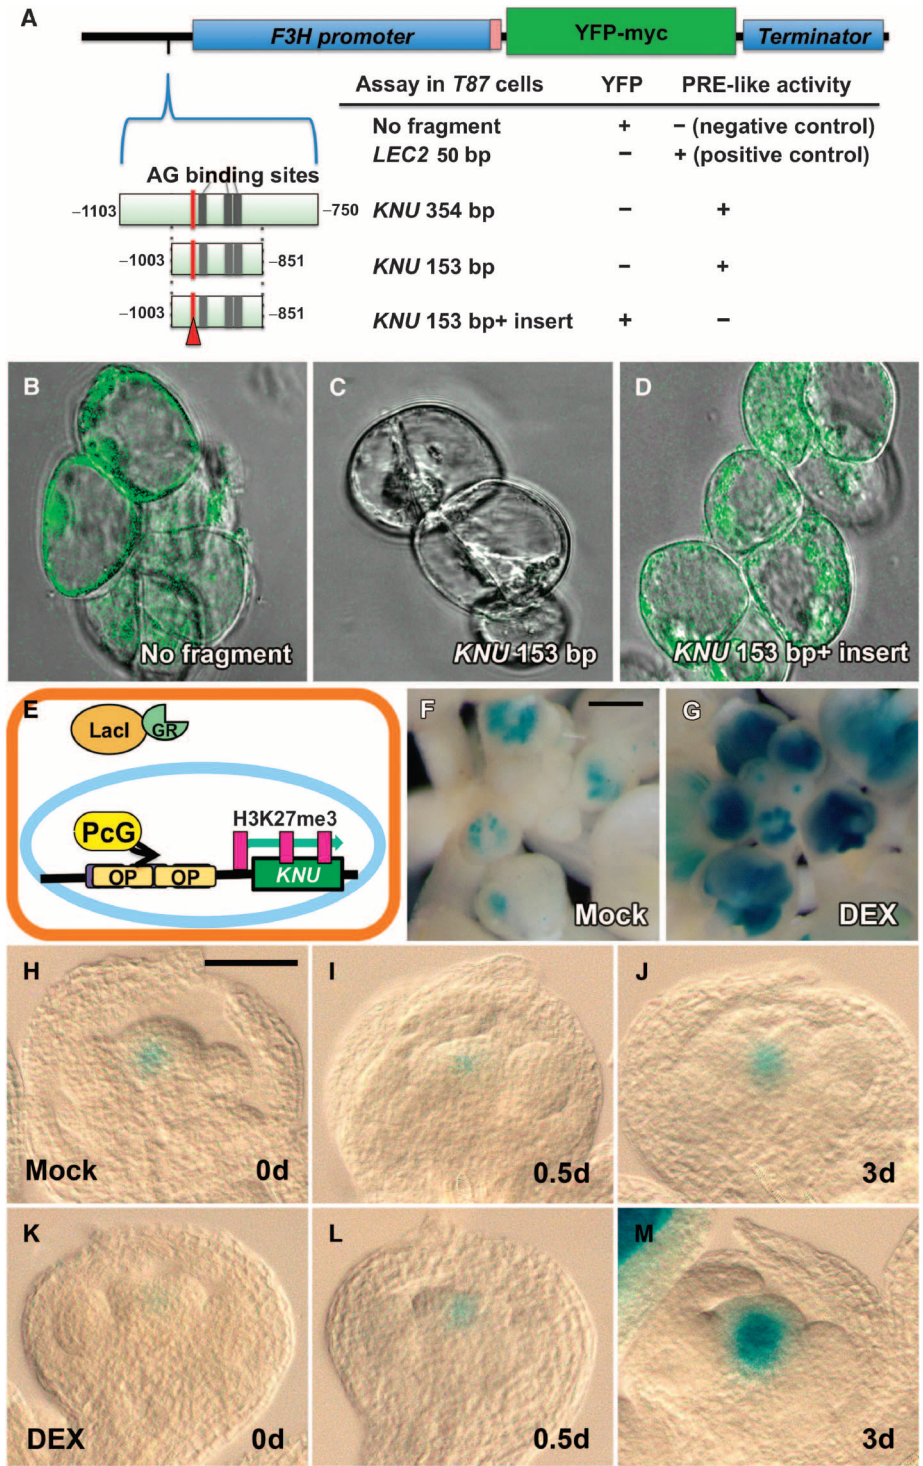 A
F3H promoter
YFP-myc
Terminator
Assay in T87 cells YFP PRE-like activity
No fragment + − (negative control)
LEC2 50 bp − + (positive control)
AG binding sites
−1103 −750 KNU 354 bp − +
−1003 −851 KNU 153 bp − +
−1003 −851 KNU 153 bp+ insert + −
B
No fragment
C
KNU 153 bp
D
KNU 153 bp+ insert
E
LacI
GR
PcG
H3K27me3
OP
OP
KNU
F
Mock
G
DEX
H
Mock 0d
I
0.5d
J
3d
K
DEX 0d
L
0.5d
M
3d